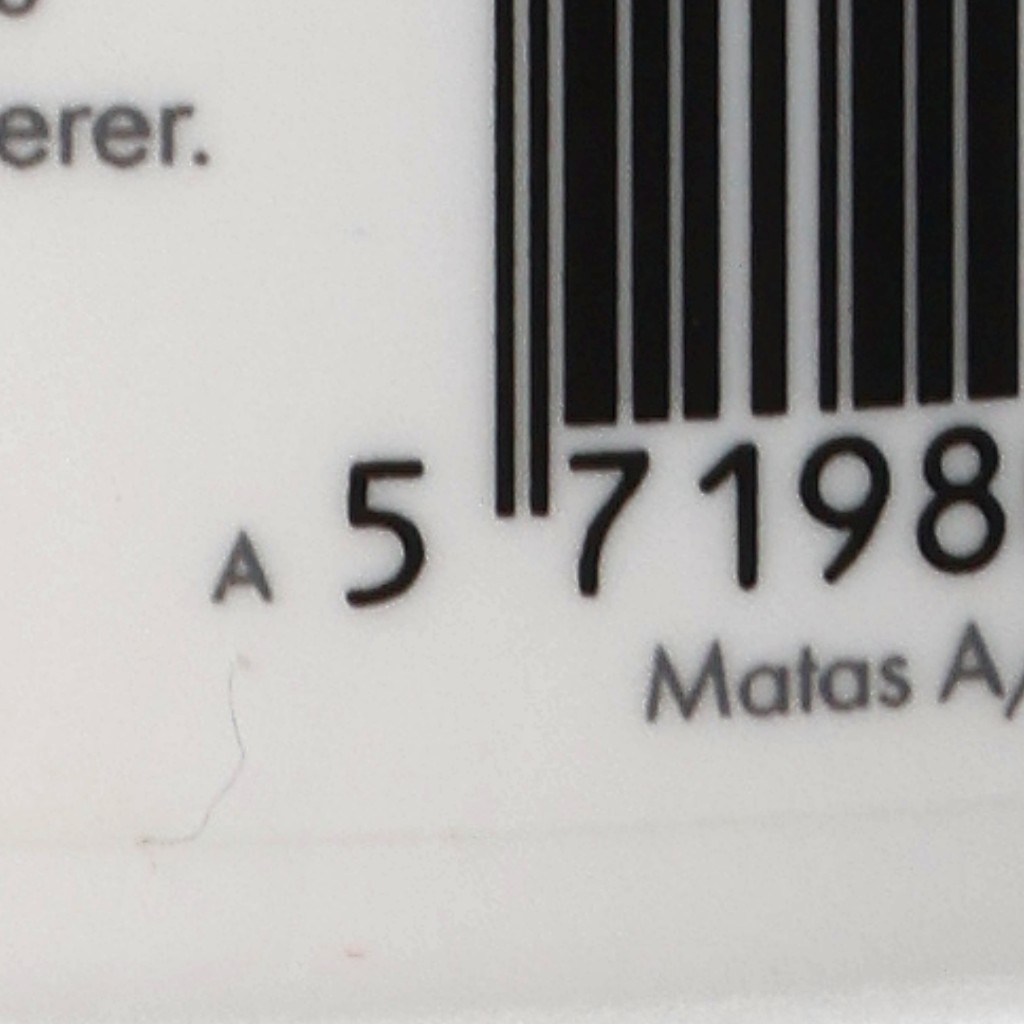 erer.
A 5 7198
Matas A/